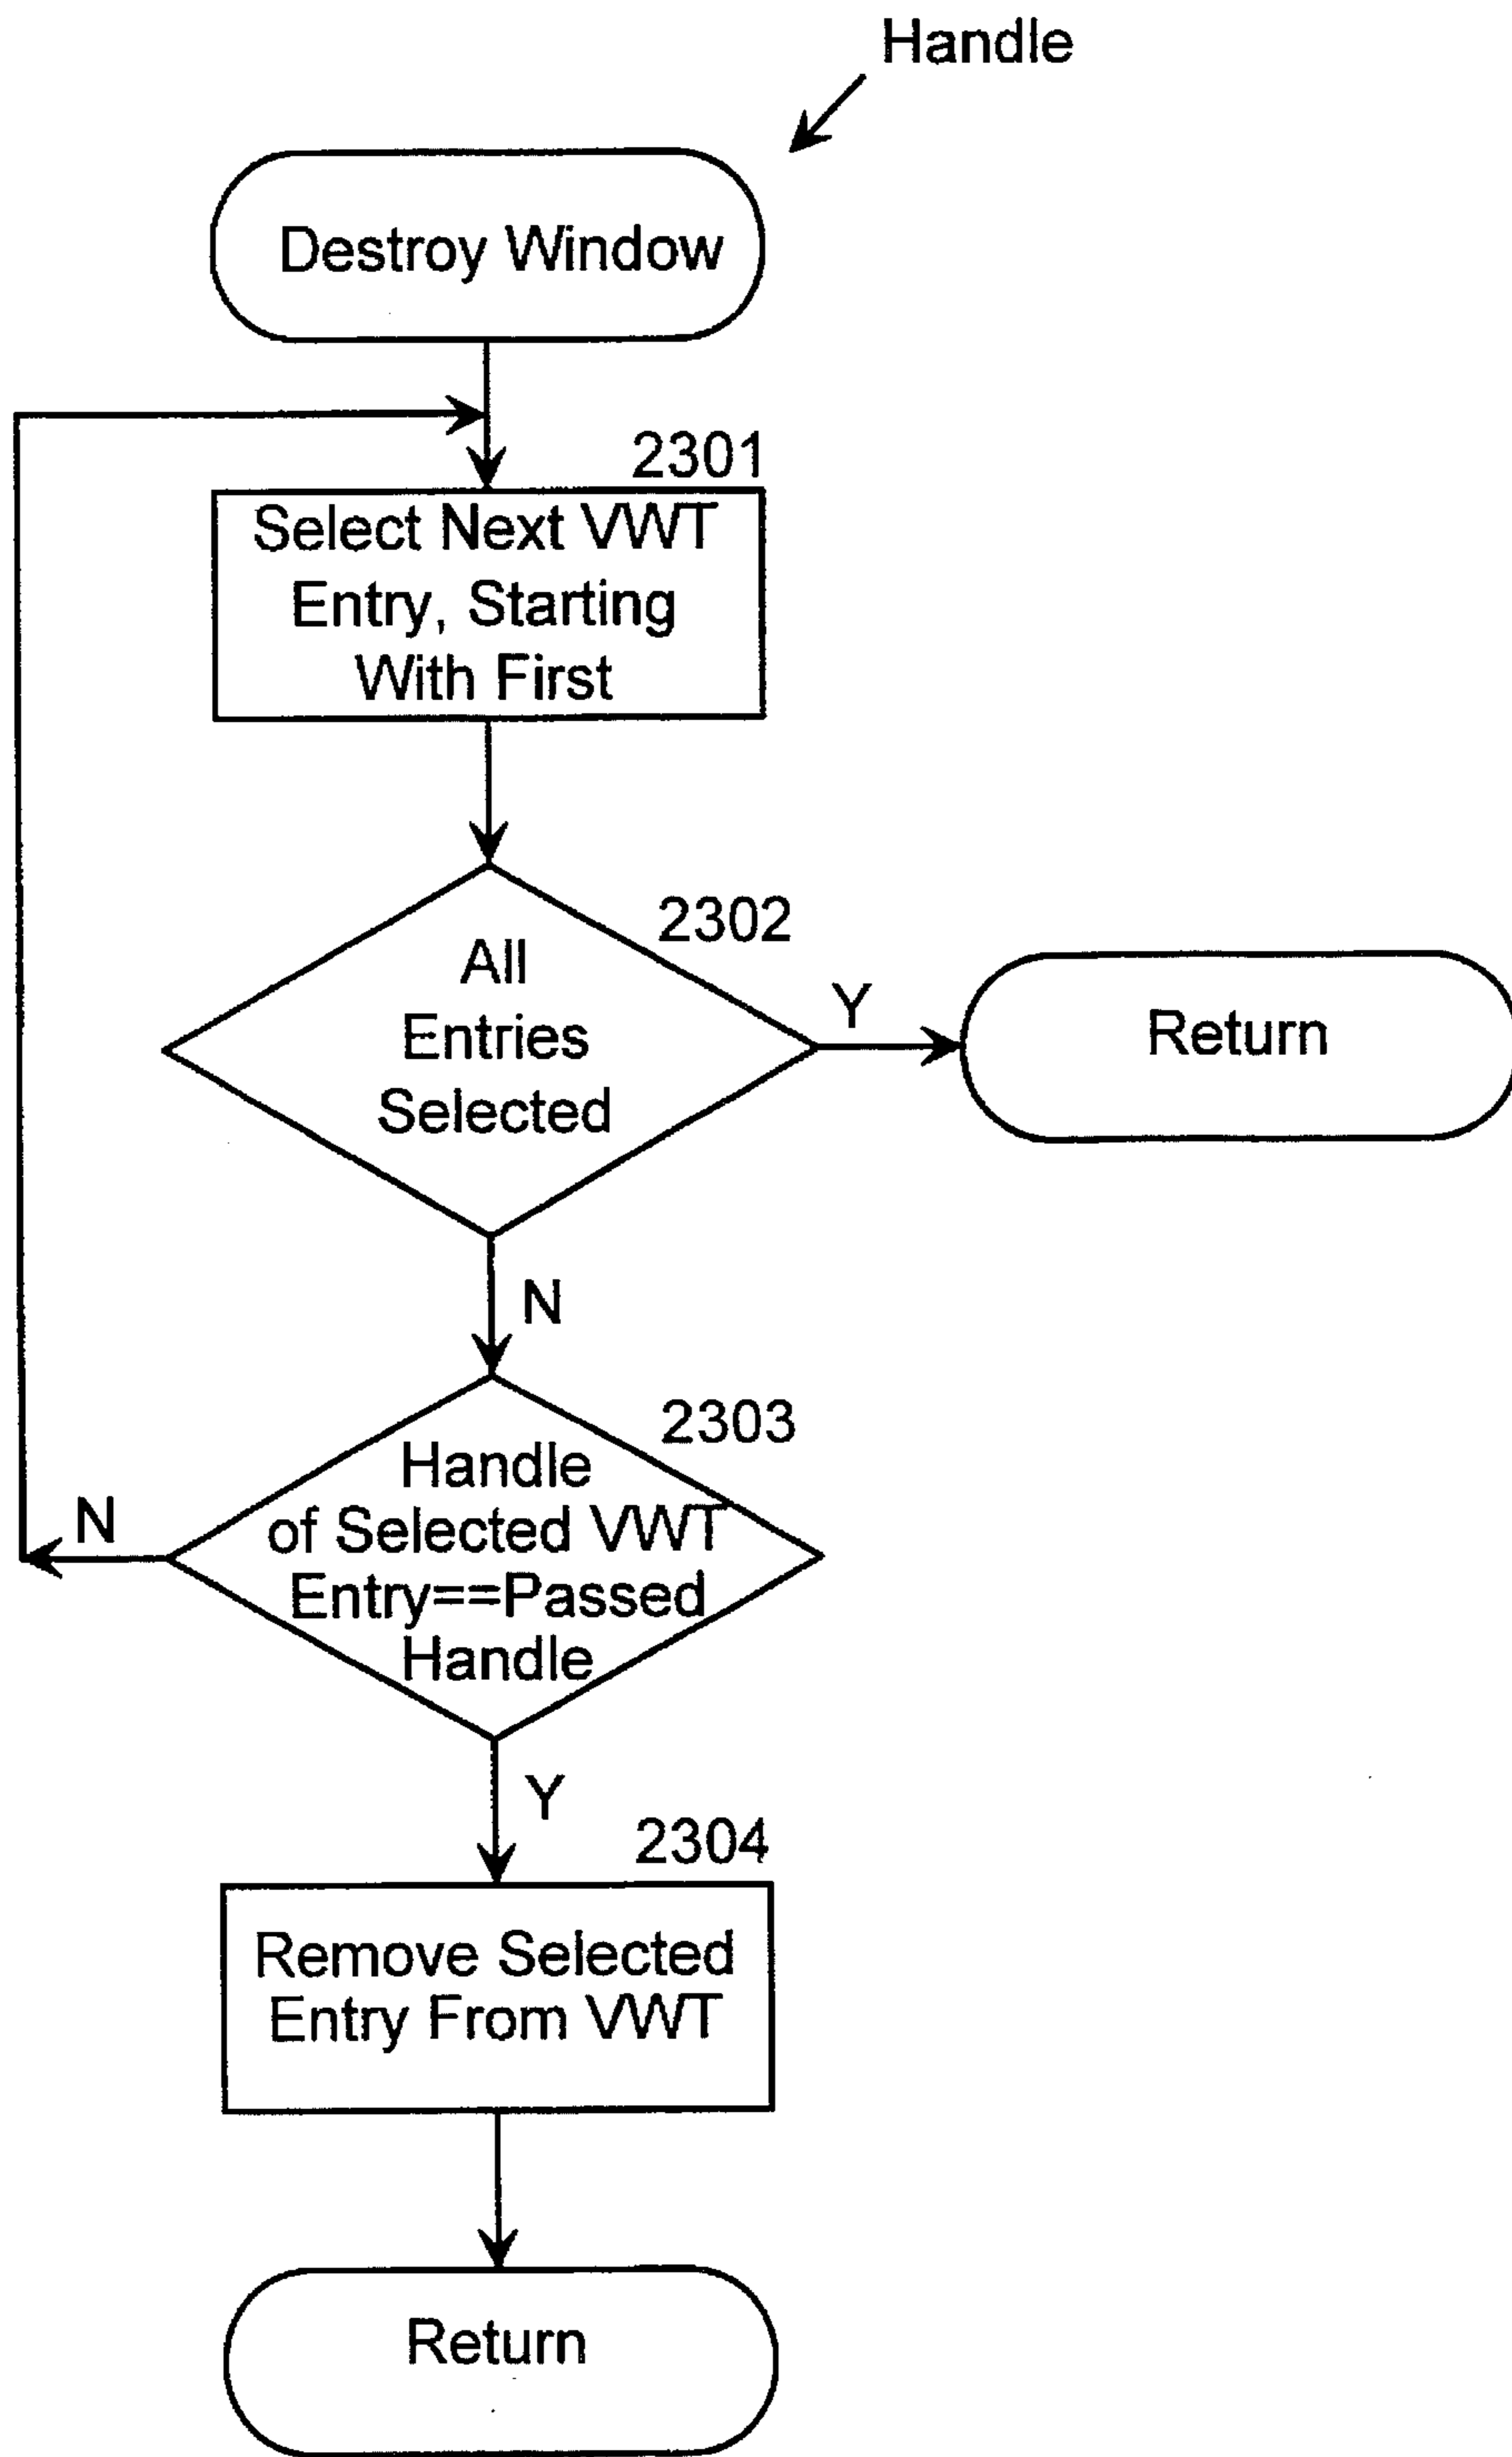 Handle
Destroy Window
2301
Select Next VWT
Entry, Starting
With First
2302
All
Entries
Selected
Y
Return
N
2303
Handle
of Selected VWT
Entry==Passed
Handle
N
Y
2304
Remove Selected
Entry From VWT
Return